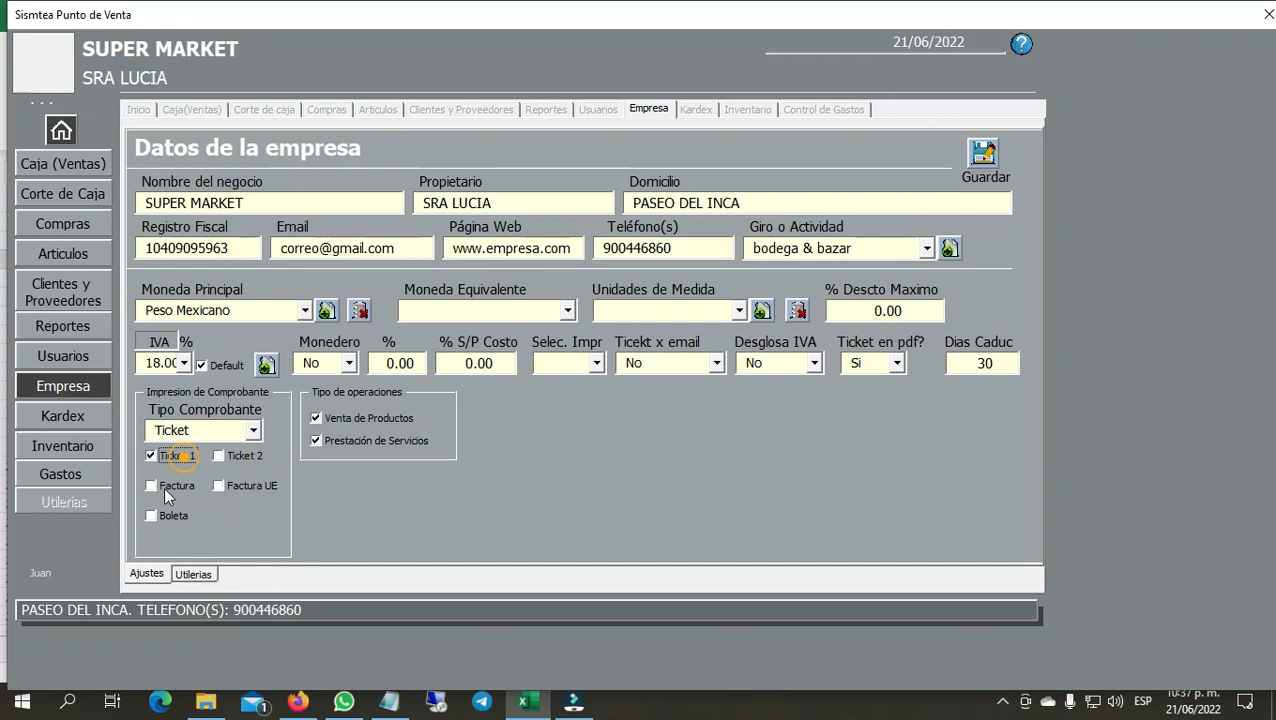 Sismtea Punto de Venta
SUPER MARKET
SRA LUCIA
21/06/2022
?
. . .
Inicio Caja(Ventas) Corte de caja Compras Articulos Clientes y Proveedores Reportes Usuarios Empresa Kardex Inventario Control de Gastos
Caja (Ventas)
Corte de Caja
Compras
Articulos
Clientes y
Proveedores
Reportes
Usuarios
Empresa
Kardex
Inventario
Gastos
Utilerias
Juan
Datos de la empresa
Guardar
Nombre del negocio Propietario Domicilio
SUPER MARKET SRA LUCIA PASEO DEL INCA
Registro Fiscal Email Página Web Teléfono(s) Giro o Actividad
10409095963 correo@gmail.com www.empresa.com 900446860 bodega & bazar
Moneda Principal Moneda Equivalente Unidades de Medida % Descto Maximo
Peso Mexicano 0.00
IVA % Monedero % % S/P Costo Selec. Impr Ticekt x email Desglosa IVA Ticket en pdf? Dias Caduc
18.00 Default No 0.00 0.00 No No Si 30
Impresion de Comprobante
Tipo Comprobante
Ticket
Ticket 1 Ticket 2
Factura Factura UE
Boleta
Tipo de operaciones
Venta de Productos
Prestación de Servicios
Ajustes Utilerias
PASEO DEL INCA. TELEFONO(S): 900446860
1
ESP
10:37 p. m.
21/06/2022